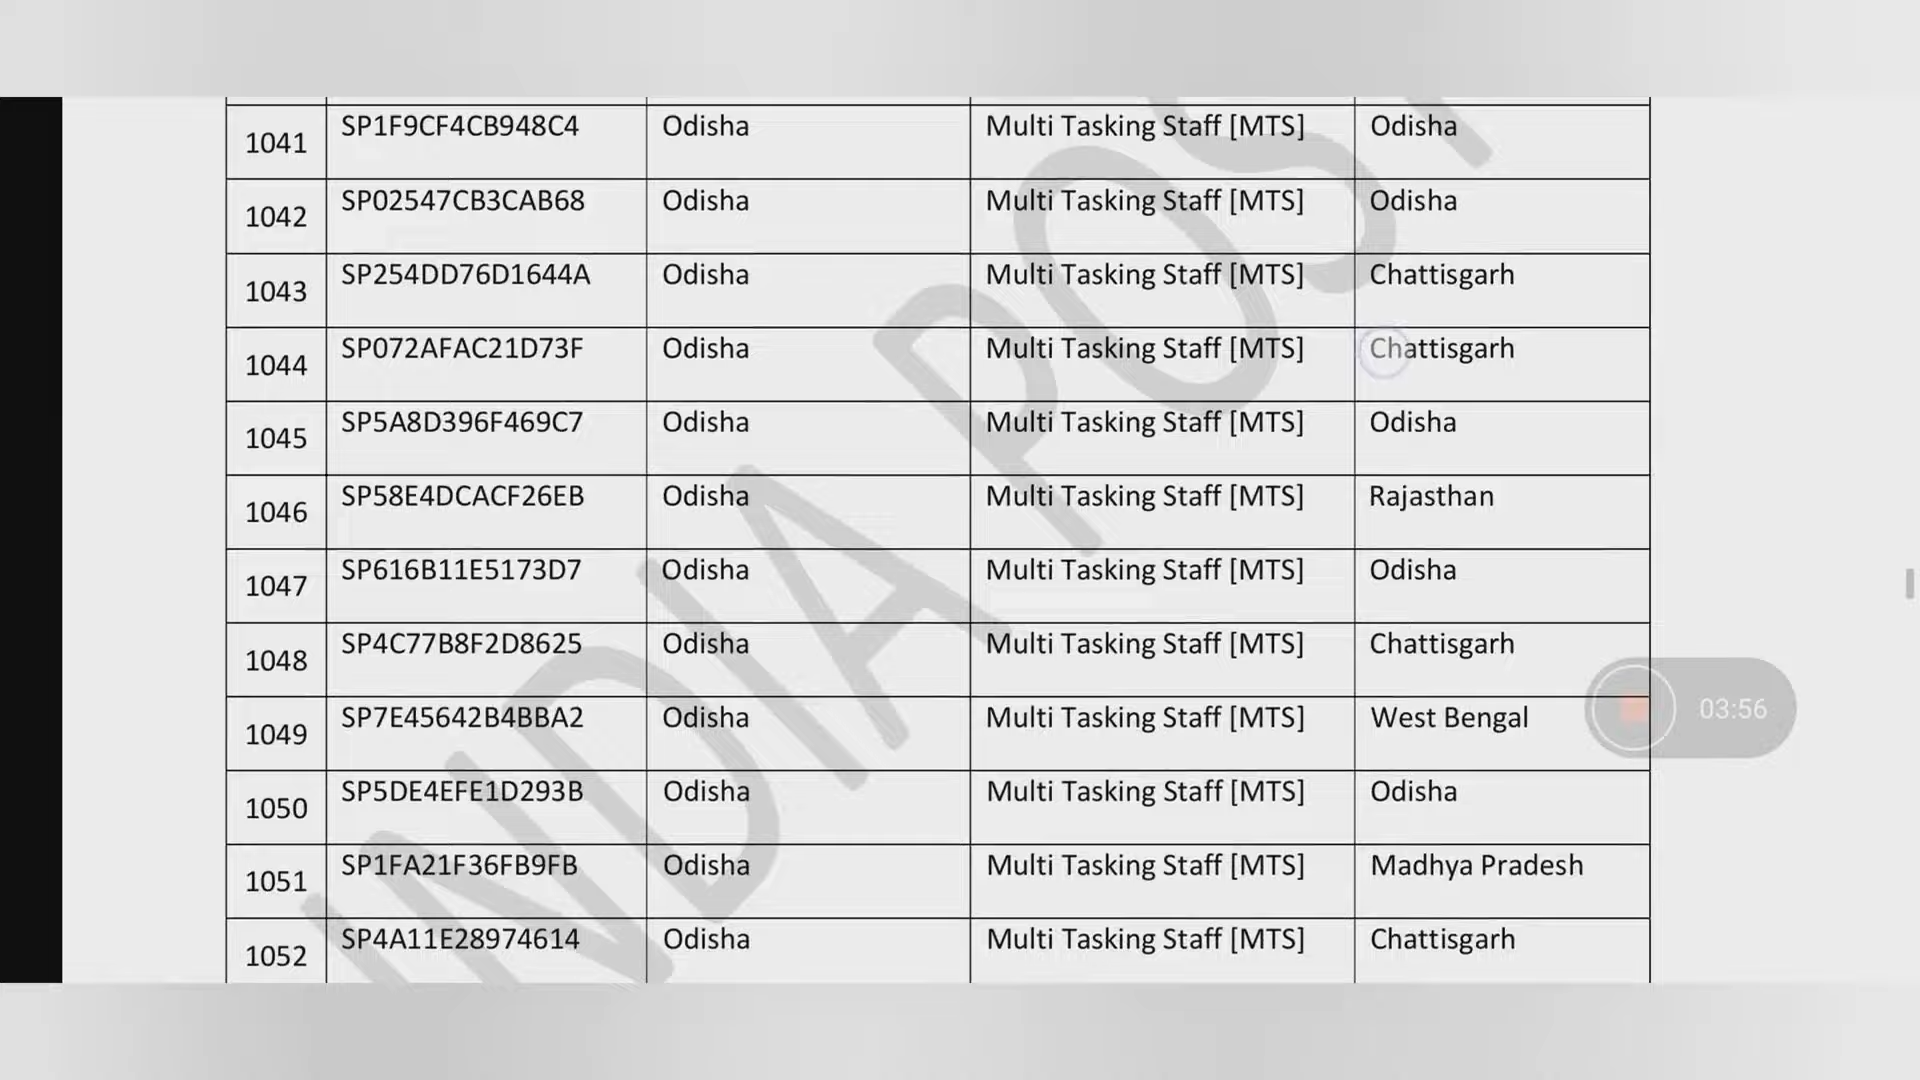 1041 SP1F9CF4CB948C4 Odisha Multi Tasking Staff [MTS] Odisha
1042 SP02547CB3CAB68 Odisha Multi Tasking Staff [MTS] Odisha
1043 SP254DD76D1644A Odisha Multi Tasking Staff [MTS] Chattisgarh
1044 SP072AFAC21D73F Odisha Multi Tasking Staff [MTS] Chattisgarh
1045 SP5A8D396F469C7 Odisha Multi Tasking Staff [MTS] Odisha
1046 SP58E4DCACF26EB Odisha Multi Tasking Staff [MTS] Rajasthan
1047 SP616B11E5173D7 Odisha Multi Tasking Staff [MTS] Odisha
1048 SP4C77B8F2D8625 Odisha Multi Tasking Staff [MTS] Chattisgarh
1049 SP7E45642B4BBA2 Odisha Multi Tasking Staff [MTS] West Bengal
03:56
1050 SP5DE4EFE1D293B Odisha Multi Tasking Staff [MTS] Odisha
1051 SP1FA21F36FB9FB Odisha Multi Tasking Staff [MTS] Madhya Pradesh
1052 SP4A11E28974614 Odisha Multi Tasking Staff [MTS] Chattisgarh
INDIA POST